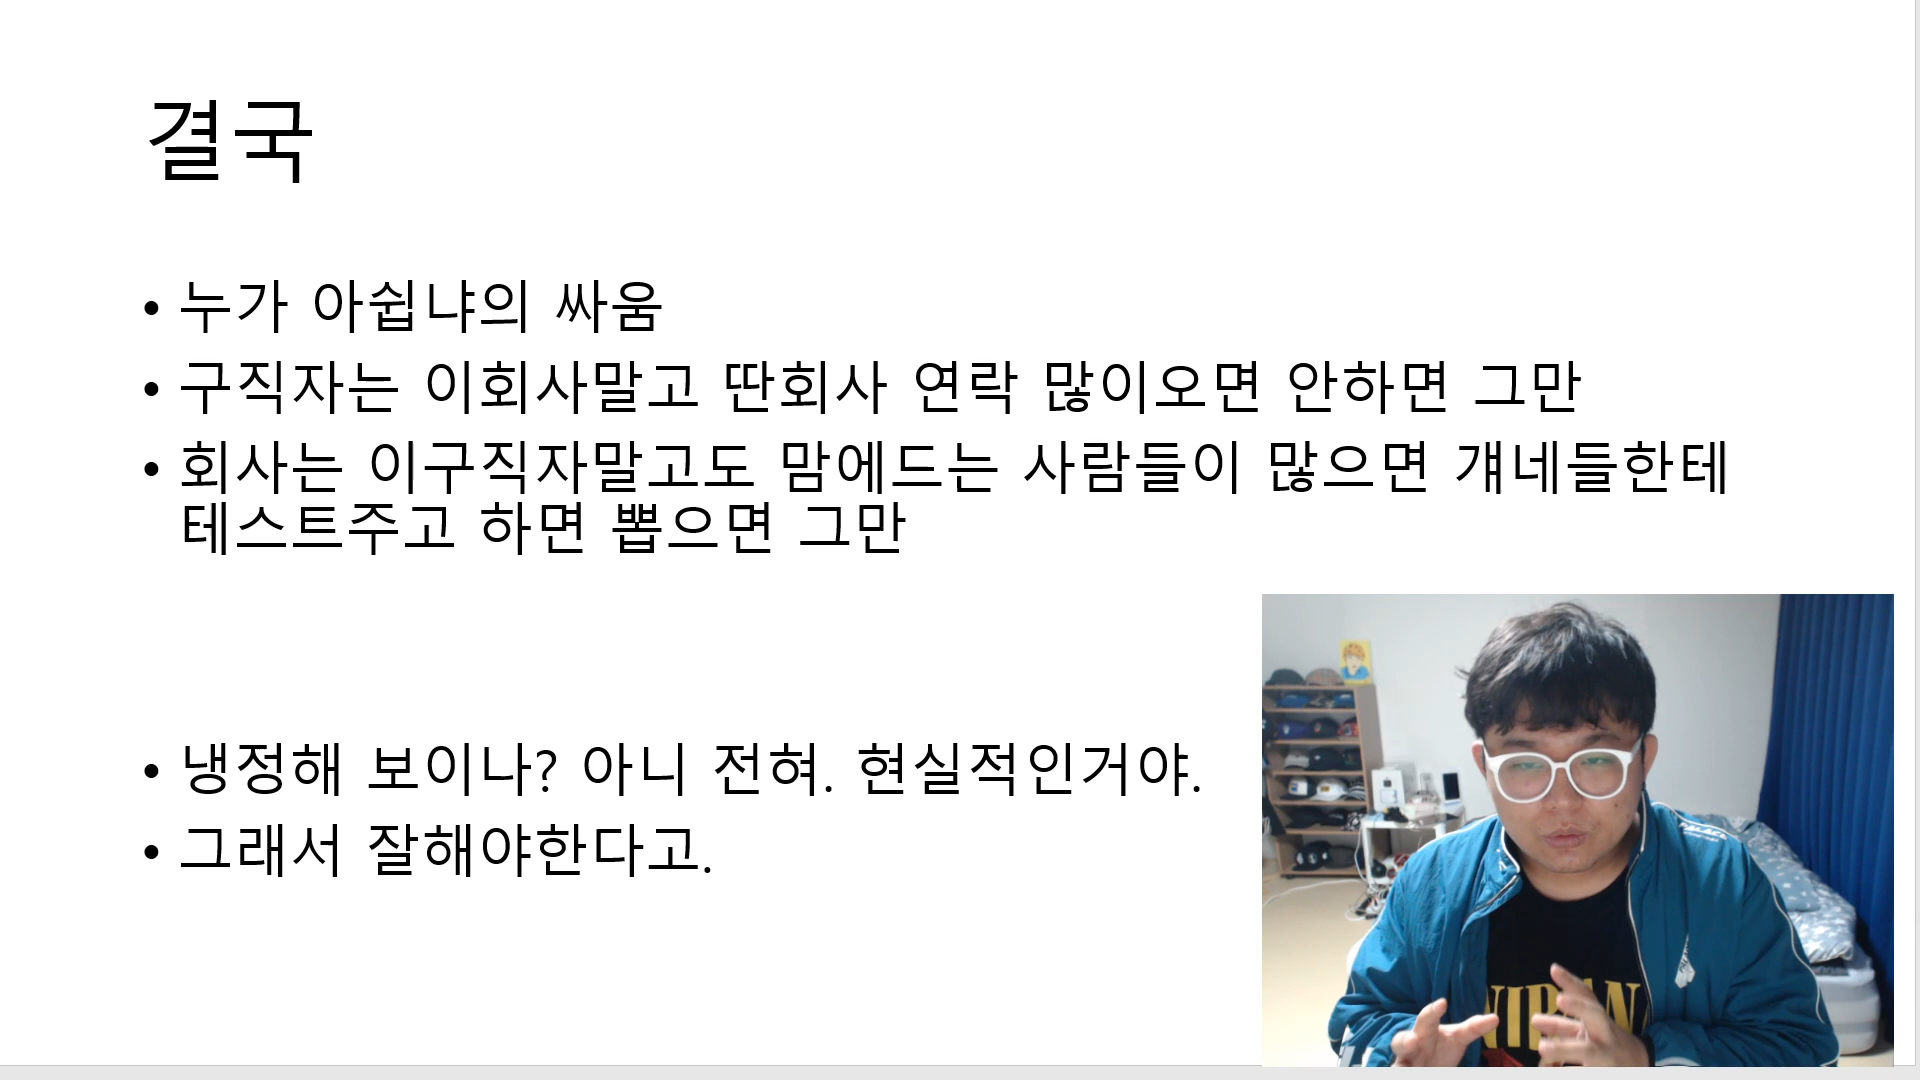 결국
• 누가 아쉽냐의 싸움
• 구직자는 이회사말고 딴회사 연락 많이오면 안하면 그만
• 회사는 이구직자말고도 맘에드는 사람들이 많으면 걔네들한테
테스트주고 하면 뽑으면 그만
• 냉정해 보이나? 아니 전혀. 현실적인거야.
• 그래서 잘해야한다고.
PALACE
NIRVANA